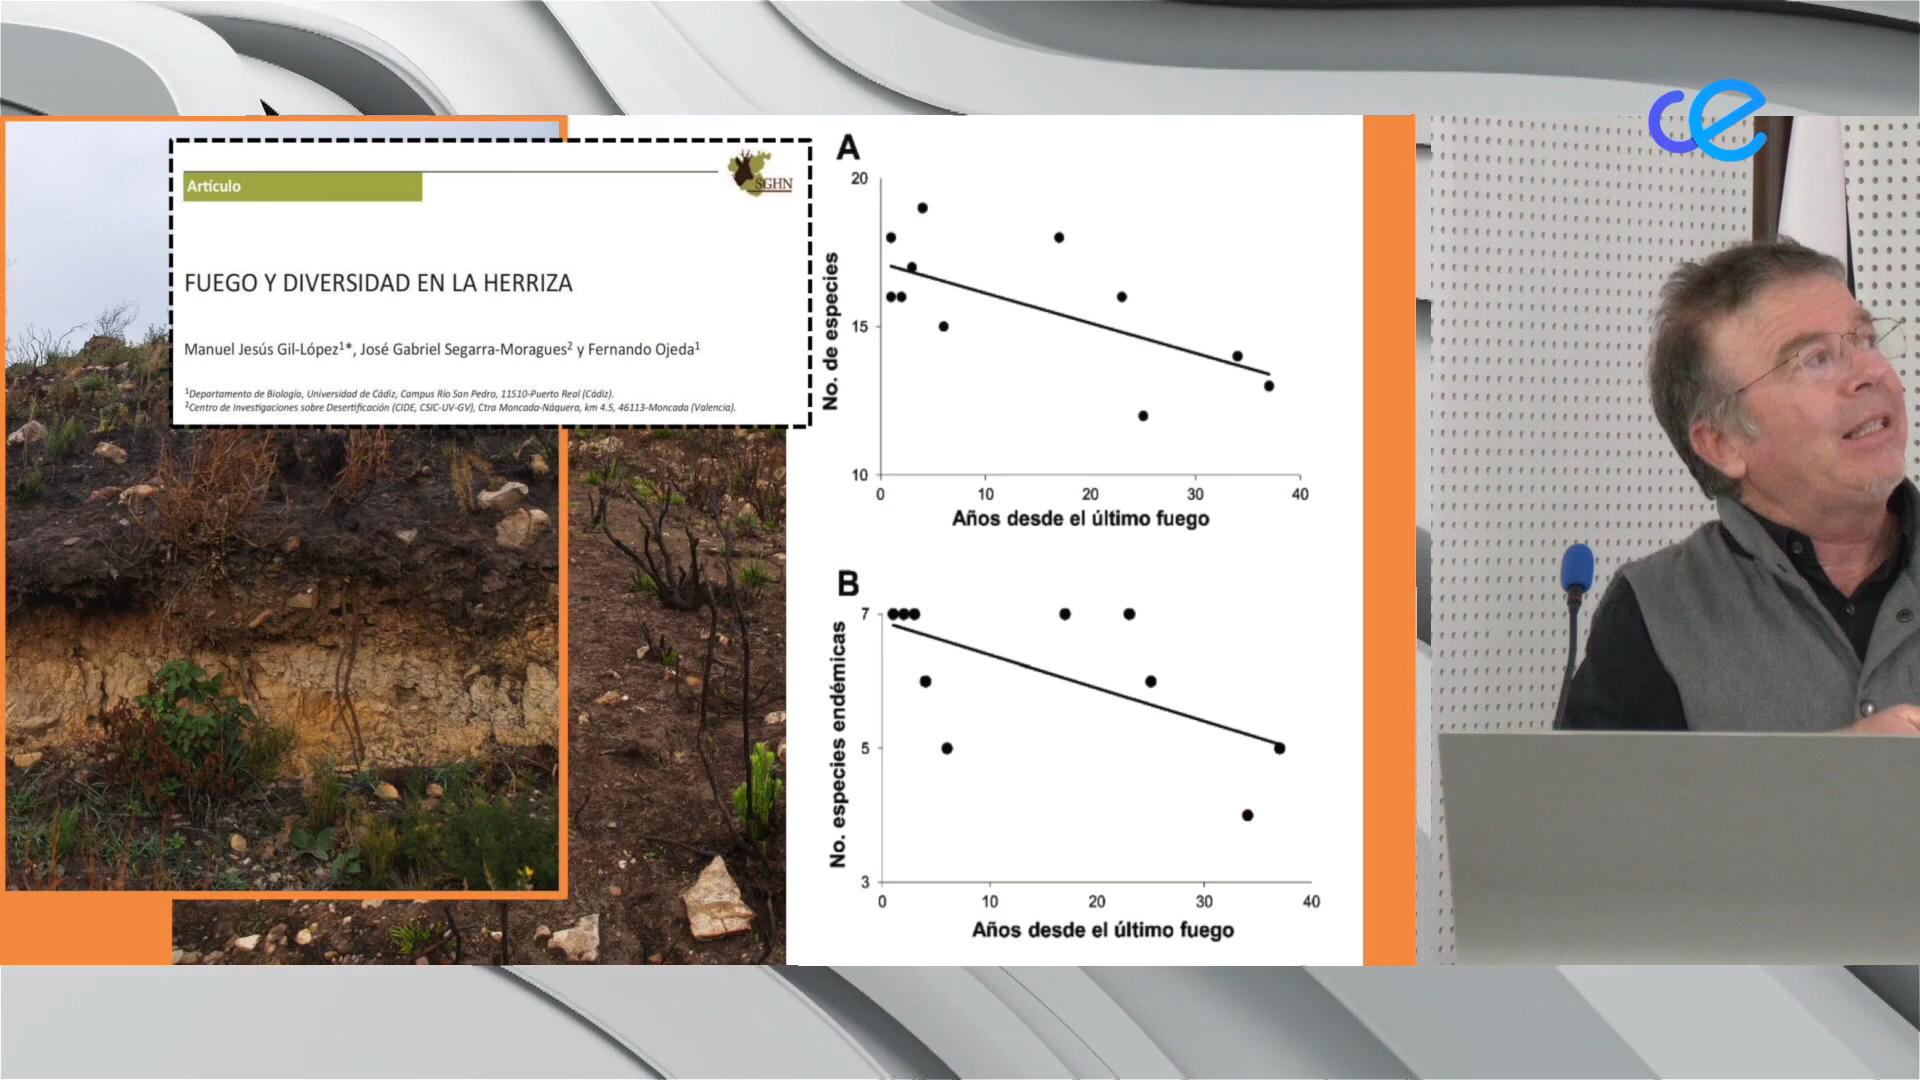 ce
Artículo
SGHN
FUEGO Y DIVERSIDAD EN LA HERRIZA
Manuel Jesús Gil-López¹*, José Gabriel Segarra-Moragues² y Fernando Ojeda¹
¹Departamento de Biología, Universidad de Cádiz, Campus Río San Pedro, 11510-Puerto Real (Cádiz).
²Centro de Investigaciones sobre Desertificación (CIDE, CSIC-UV-GV), Ctra Moncada-Náquera, km 4.5, 46113-Moncada (Valencia).
A
No. de especies
20
15
10
0 10 20 30 40
Años desde el último fuego
B
No. especies endémicas
7
5
3
0 10 20 30 40
Años desde el último fuego